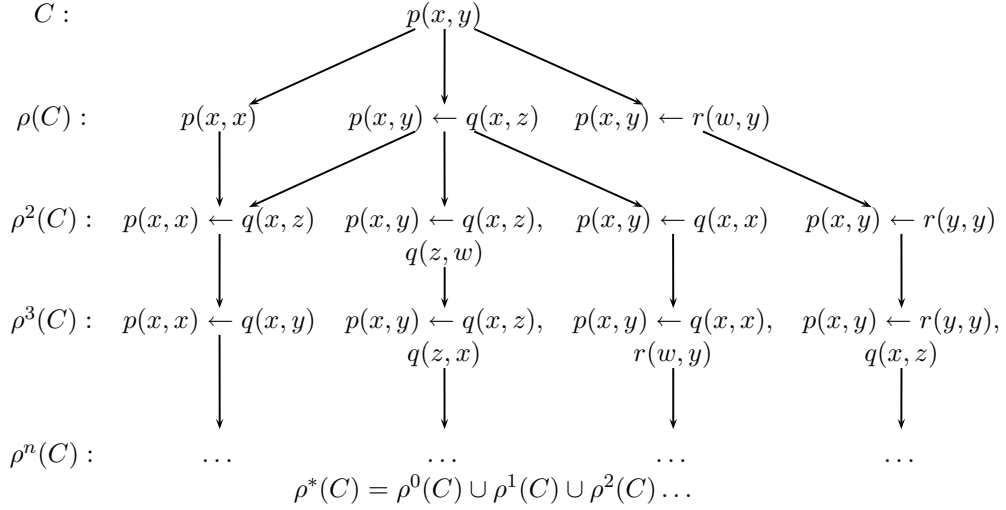 C : p(x, y)
ρ(C) : p(x, x) p(x, y) ← q(x, z) p(x, y) ← r(w, y)
ρ²(C) : p(x, x) ← q(x, z) p(x, y) ← q(x, z), p(x, y) ← q(x, x) p(x, y) ← r(y, y)
q(z, w)
ρ³(C) : p(x, x) ← q(x, y) p(x, y) ← q(x, z), p(x, y) ← q(x, x), p(x, y) ← r(y, y),
q(z, x) r(w, y) q(x, z)
ρⁿ(C) : ... ... ... ...
ρ*(C) = ρ⁰(C) ∪ ρ¹(C) ∪ ρ²(C) ...